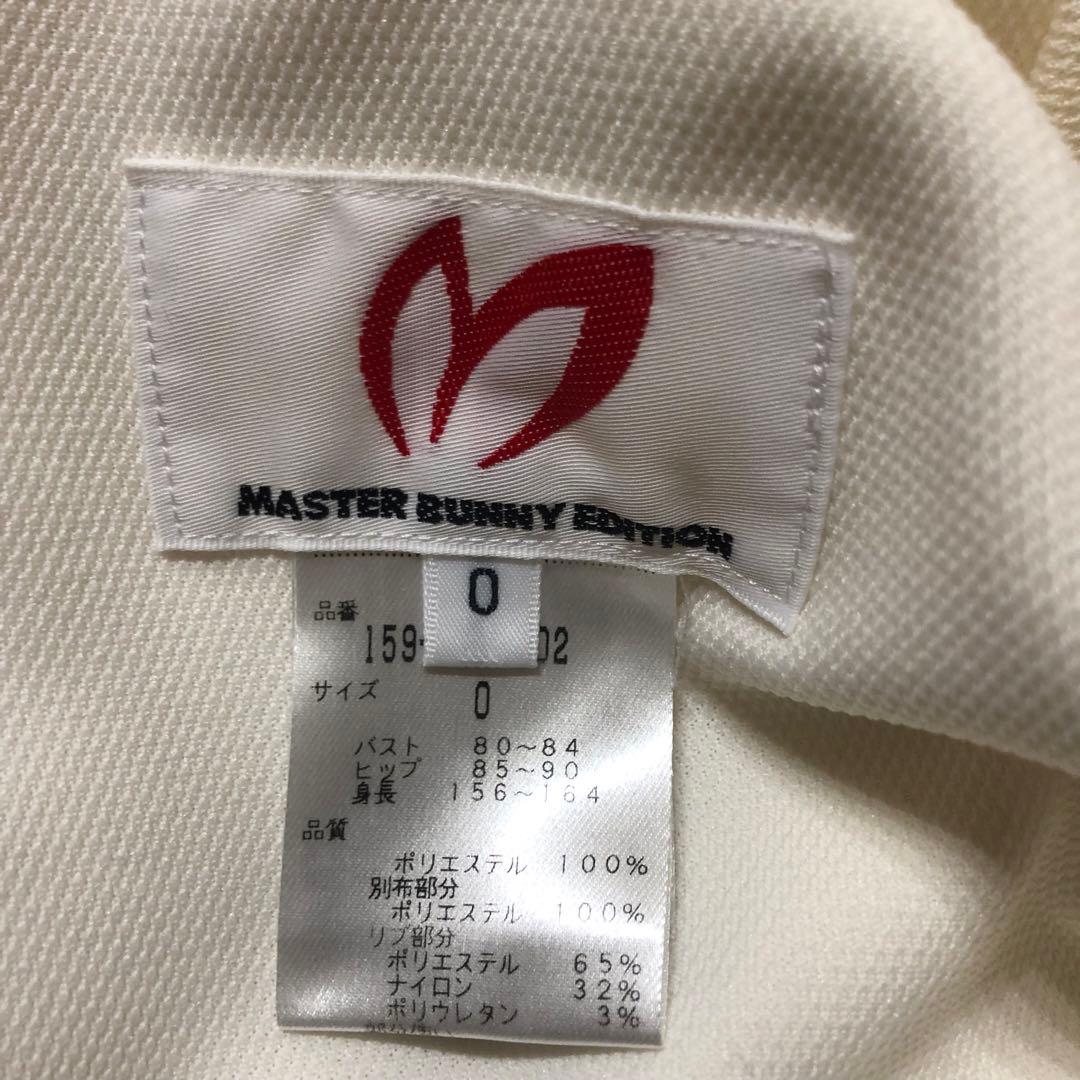 MASTER BUNNY EDITION
0
品番
159- 02
サイズ 0
バスト 80～84
ヒップ 85～90
身長 156～164
品質
ポリエステル 100%
別布部分
ポリエステル 100%
リブ部分
ポリエステル 65%
ナイロン 32%
ポリウレタン 3%